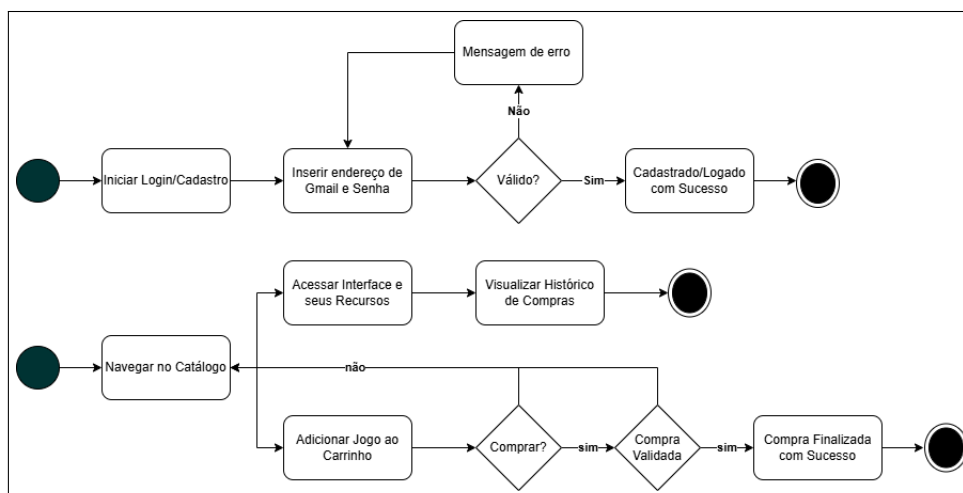 Mensagem de erro
Não
Iniciar Login/Cadastro
Inserir endereço de
Gmail e Senha
Válido?
Sim
Cadastrado/Logado
com Sucesso
Acessar Interface e
seus Recursos
Visualizar Histórico
de Compras
Navegar no Catálogo
não
Adicionar Jogo ao
Carrinho
Comprar?
sim
Compra
Validada
sim
Compra Finalizada
com Sucesso